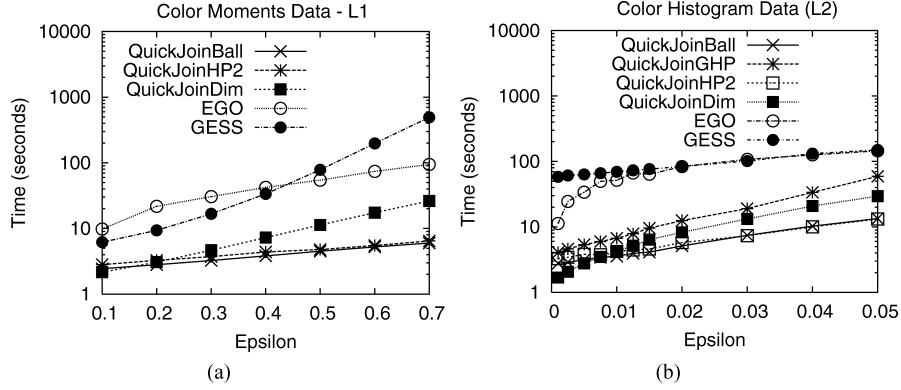 Color Moments Data - L1
10000
1000
100
10
1
Time (seconds)
QuickJoinBall
QuickJoinHP2
QuickJoinDim
EGO
GESS
0.1 0.2 0.3 0.4 0.5 0.6 0.7
Epsilon
(a)
Color Histogram Data (L2)
10000
1000
100
10
1
Time (seconds)
QuickJoinBall
QuickJoinGHP
QuickJoinHP2
QuickJoinDim
EGO
GESS
0 0.01 0.02 0.03 0.04 0.05
Epsilon
(b)